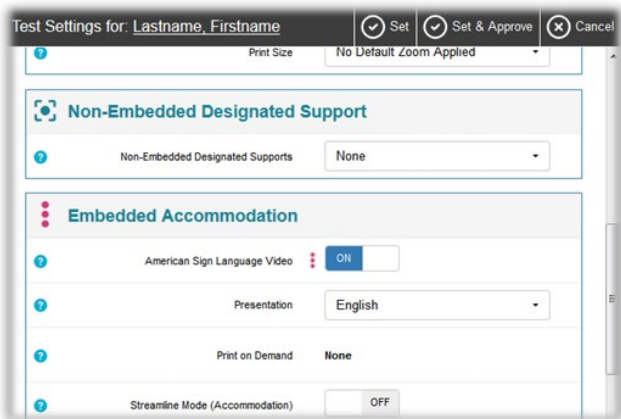 Test Settings for: Lastname, Firstname Set Set & Approve Cancel
Print Size No Default Zoom Applied
Non-Embedded Designated Support
Non-Embedded Designated Supports None
Embedded Accommodation
American Sign Language Video ON
Presentation English
Print on Demand None
Streamline Mode (Accommodation) OFF